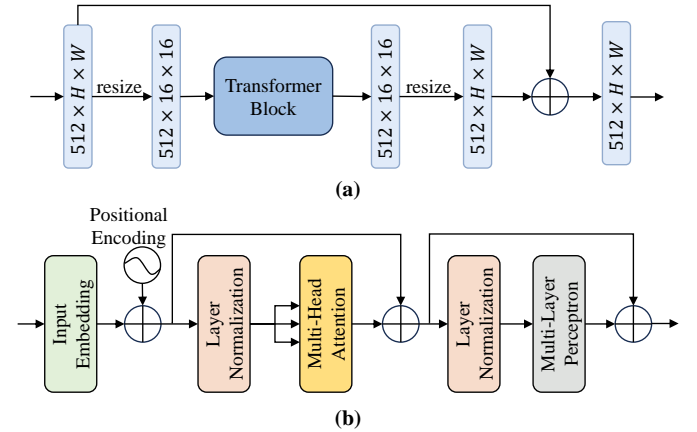 512 × H × W
resize
512 × 16 × 16
Transformer
Block
512 × 16 × 16
resize
512 × H × W
512 × H × W
(a)
Positional
Encoding
Input
Embedding
Layer
Normalization
Multi-Head
Attention
Layer
Normalization
Multi-Layer
Perceptron
(b)